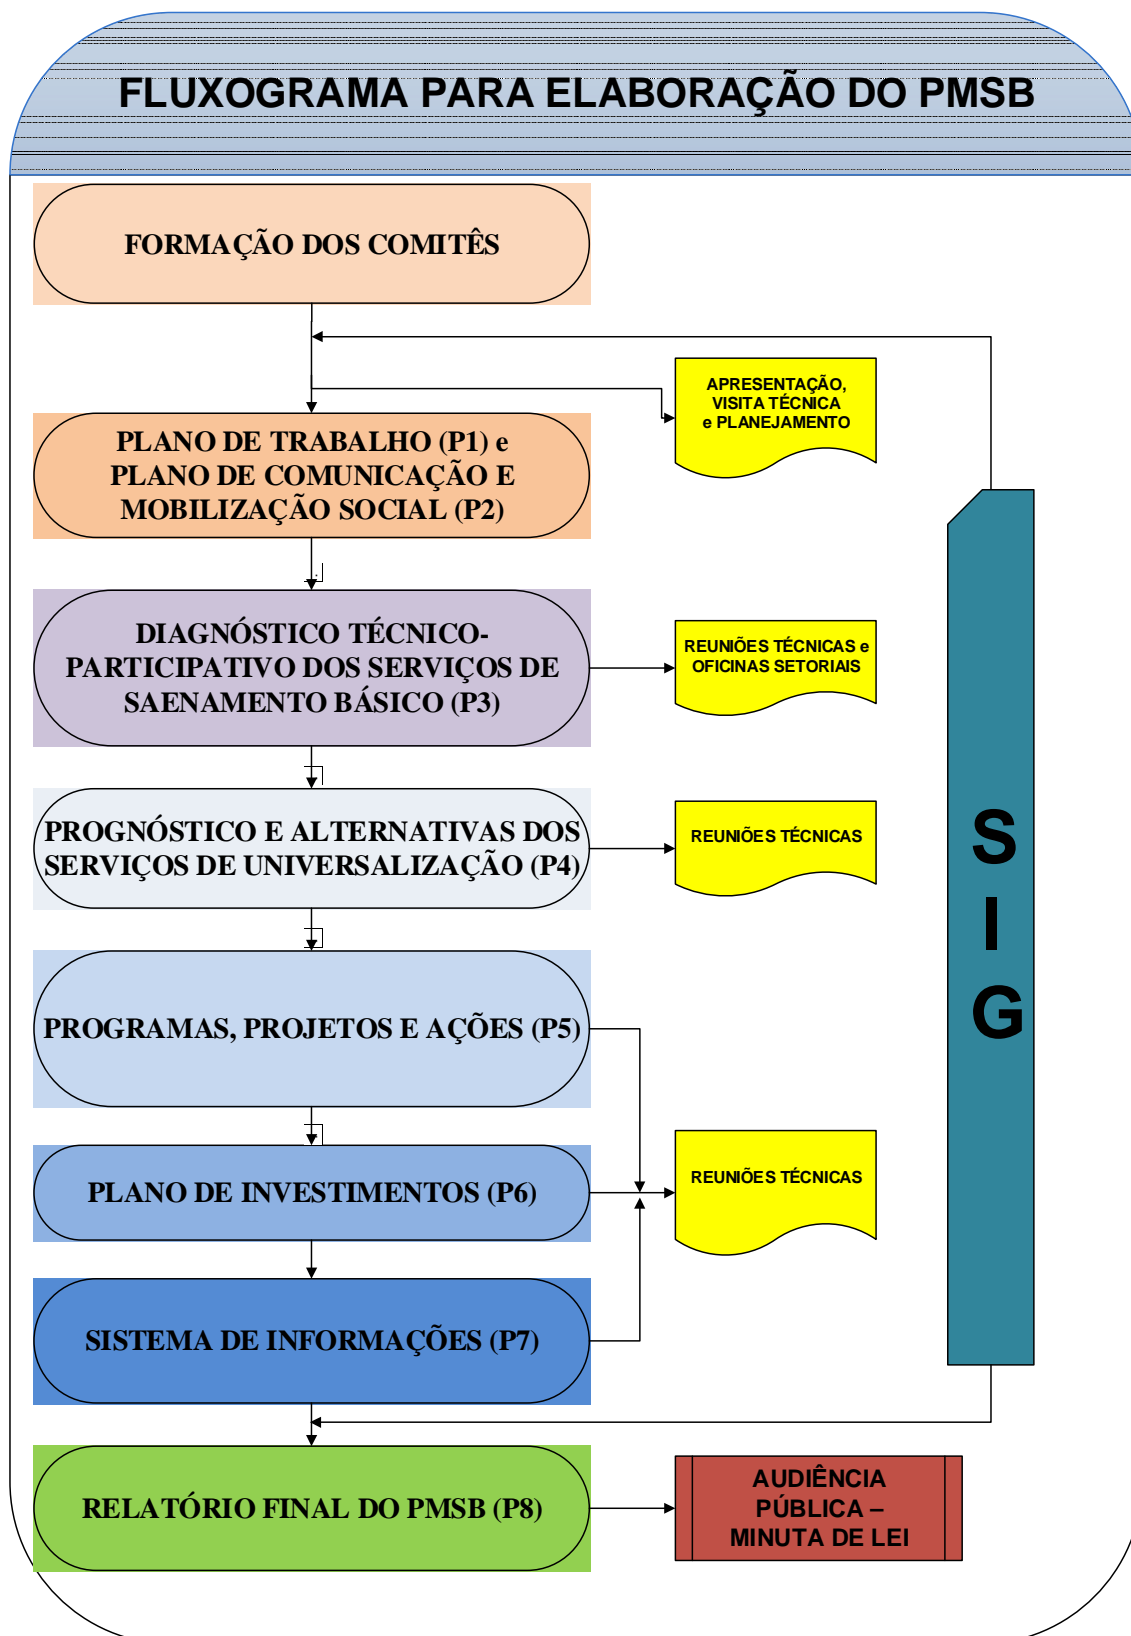 FLUXOGRAMA PARA ELABORAÇÃO DO PMSB
FORMAÇÃO DOS COMITÊS
APRESENTAÇÃO,
VISITA TÉCNICA
e PLANEJAMENTO
PLANO DE TRABALHO (P1) e
PLANO DE COMUNICAÇÃO E
MOBILIZAÇÃO SOCIAL (P2)
DIAGNÓSTICO TÉCNICO-
PARTICIPATIVO DOS SERVIÇOS DE
SAENAMENTO BÁSICO (P3)
REUNIÕES TÉCNICAS e
OFICINAS SETORIAIS
PROGNÓSTICO E ALTERNATIVAS DOS
SERVIÇOS DE UNIVERSALIZAÇÃO (P4)
REUNIÕES TÉCNICAS
S
I
G
PROGRAMAS, PROJETOS E AÇÕES (P5)
PLANO DE INVESTIMENTOS (P6)
REUNIÕES TÉCNICAS
SISTEMA DE INFORMAÇÕES (P7)
RELATÓRIO FINAL DO PMSB (P8)
AUDIÊNCIA
PÚBLICA –
MINUTA DE LEI